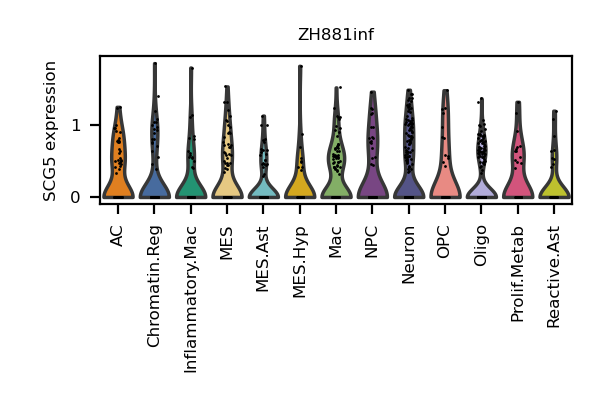 ZH881inf
SCG5 expression
1
0
AC
Chromatin.Reg
Inflammatory.Mac
MES
MES.Ast
MES.Hyp
Mac
NPC
Neuron
OPC
Oligo
Prolif.Metab
Reactive.Ast